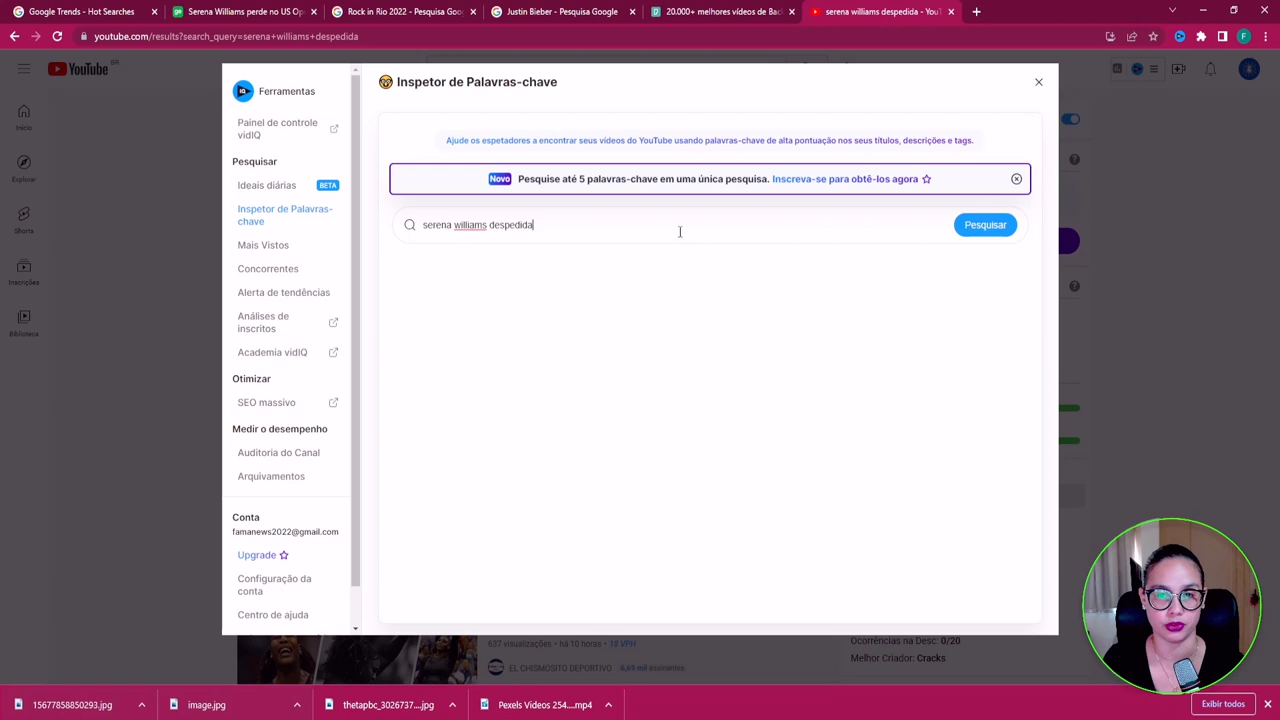 Google Trends - Hot Searches
Serena Williams perde no US Op
Rock in Rio 2022 - Pesquisa Goo
Justin Bieber - Pesquisa Google
20.000+ melhores vídeos de Bac
serena williams despedida - YouT
youtube.com/results?search_query=serena+williams+despedida
YouTube BR
Início
Explorar
Shorts
Inscrições
Biblioteca
Ferramentas
Painel de controle
vidIQ
Pesquisar
Ideais diárias BETA
Inspetor de Palavras-
chave
Mais Vistos
Concorrentes
Alerta de tendências
Análises de
inscritos
Academia vidIQ
Otimizar
SEO massivo
Medir o desempenho
Auditoria do Canal
Arquivamentos
Conta
famanews2022@gmail.com
Upgrade
Configuração da
conta
Centro de ajuda
Inspetor de Palavras-chave
Ajude os espetadores a encontrar seus vídeos do YouTube usando palavras-chave de alta pontuação nos seus títulos, descrições e tags.
Novo Pesquise até 5 palavras-chave em uma única pesquisa. Inscreva-se para obtê-los agora
serena williams despedida
Pesquisar
637 visualizações • há 10 horas • 18 VPH
EL CHISMOSITO DEPORTIVO 6,69 mil assinantes
Ocorrências na Desc: 0/20
Melhor Criador: Cracks
15677858850293.jpg
image.jpg
thetapbc_3026737....jpg
Pexels Videos 254....mp4
Exibir todos